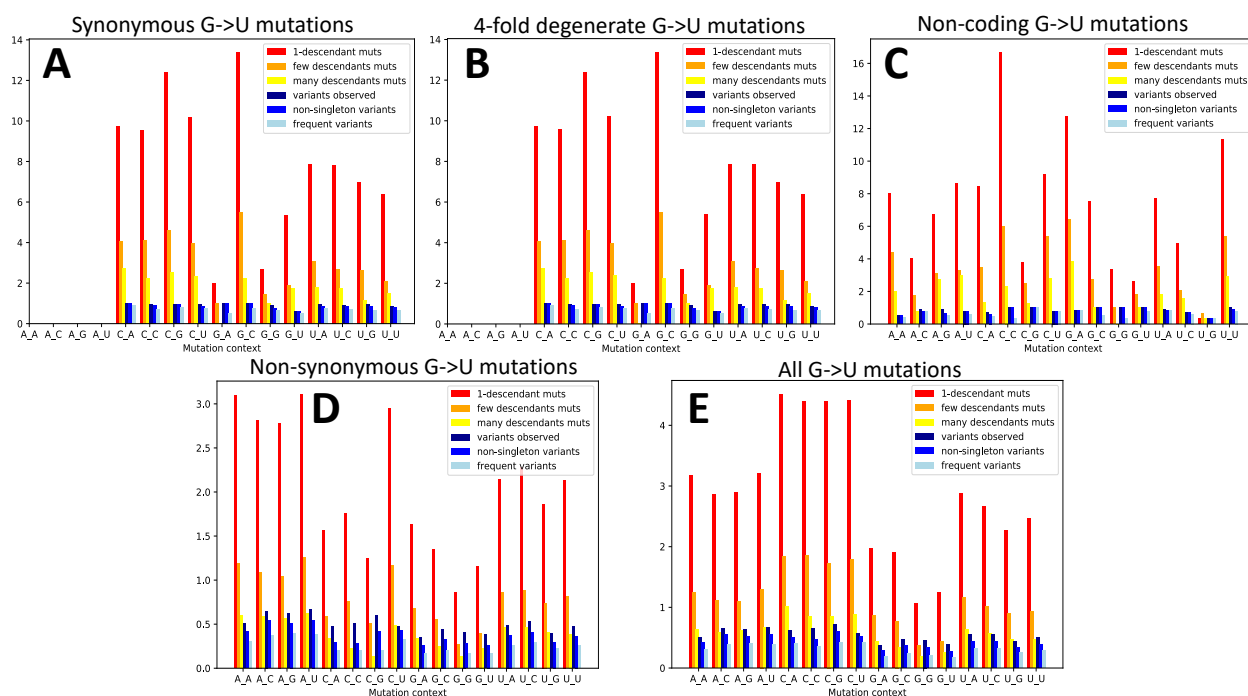 Synonymous G->U mutations
A
14
12
10
8
6
4
2
0
1-descendant muts
few descendants muts
many descendants muts
variants observed
non-singleton variants
frequent variants
A_A A_C A_G A_U C_A C_C C_G C_U G_A G_C G_G G_U U_A U_C U_G U_U
Mutation context
4-fold degenerate G->U mutations
B
14
12
10
8
6
4
2
0
1-descendant muts
few descendants muts
many descendants muts
variants observed
non-singleton variants
frequent variants
A_A A_C A_G A_U C_A C_C C_G C_U G_A G_C G_G G_U U_A U_C U_G U_U
Mutation context
Non-coding G->U mutations
C
16
14
12
10
8
6
4
2
0
1-descendant muts
few descendants muts
many descendants muts
variants observed
non-singleton variants
frequent variants
A_A A_C A_G A_U C_A C_C C_G C_U G_A G_C G_G G_U U_A U_C U_G U_U
Mutation context
Non-synonymous G->U mutations
D
3.0
2.5
2.0
1.5
1.0
0.5
0.0
1-descendant muts
few descendants muts
many descendants muts
variants observed
non-singleton variants
frequent variants
A_A A_C A_G A_U C_A C_C C_G C_U G_A G_C G_G G_U U_A U_C U_G U_U
Mutation context
All G->U mutations
E
4
3
2
1
0
1-descendant muts
few descendants muts
many descendants muts
variants observed
non-singleton variants
frequent variants
A_A A_C A_G A_U C_A C_C C_G C_U G_A G_C G_G G_U U_A U_C U_G U_U
Mutation context